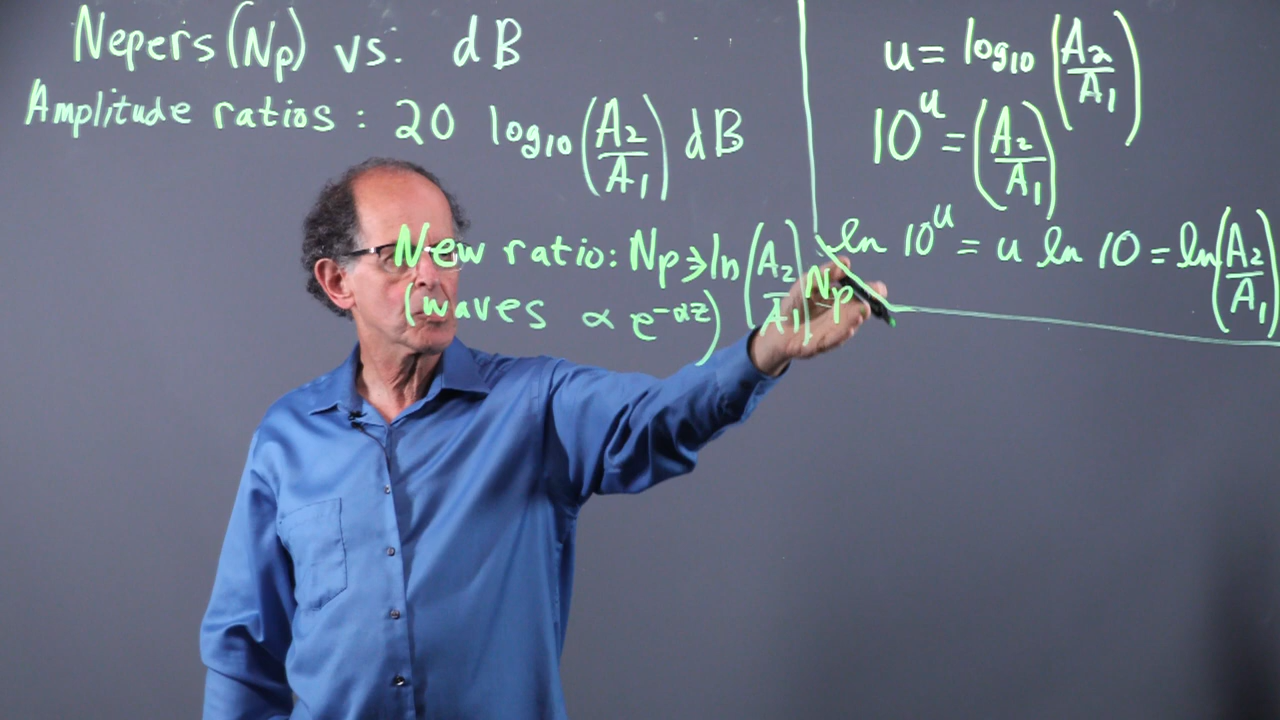 Nepers (Np) vs. dB
Amplitude ratios: 20 log₁₀(A₂/A₁) dB
New ratio: Np → ln(A₂/A₁) Np
(waves ∝ e^(-αz))
u = log₁₀(A₂/A₁)
10^u = (A₂/A₁)
ln 10^u = u ln 10 = ln(A₂/A₁)